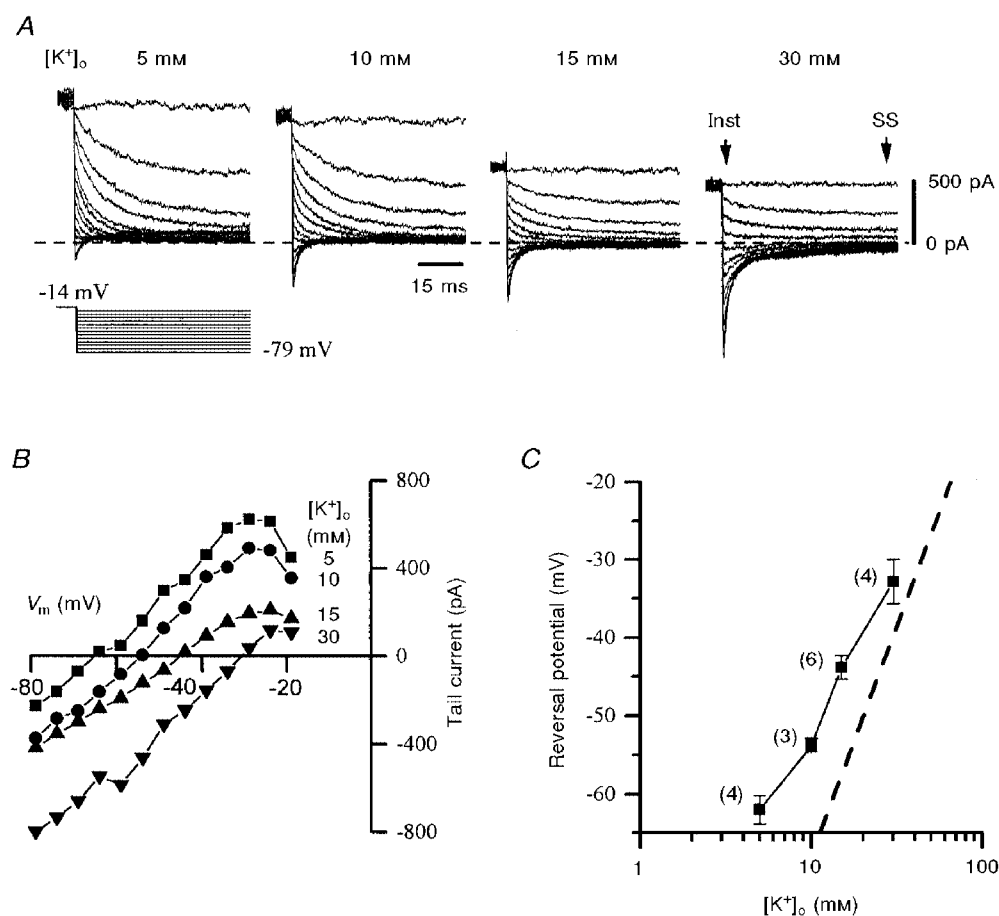 A
[K+]o 5 mM 10 mM 15 mM 30 mM
Inst SS
500 pA
0 pA
15 ms
-14 mV
-79 mV
B
800
[K+]o
(mM)
5
400
10
Vm (mV)
15
30
0
-80 -40 -20
Tail current (pA)
-400
-800
C
-20
-30
(4)
-40
(6)
-50
(3)
(4)
-60
Reversal potential (mV)
1 10 100
[K+]o (mM)